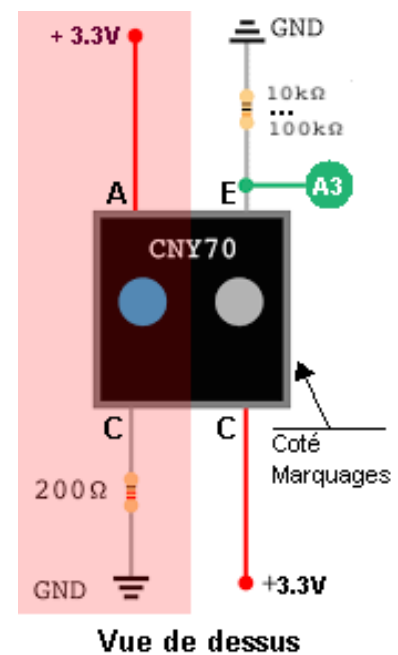 + 3.3V
GND
10kΩ
...
100kΩ
A3
A
E
CNY70
C
C
Coté
Marquages
200Ω
GND
+3.3V
Vue de dessus